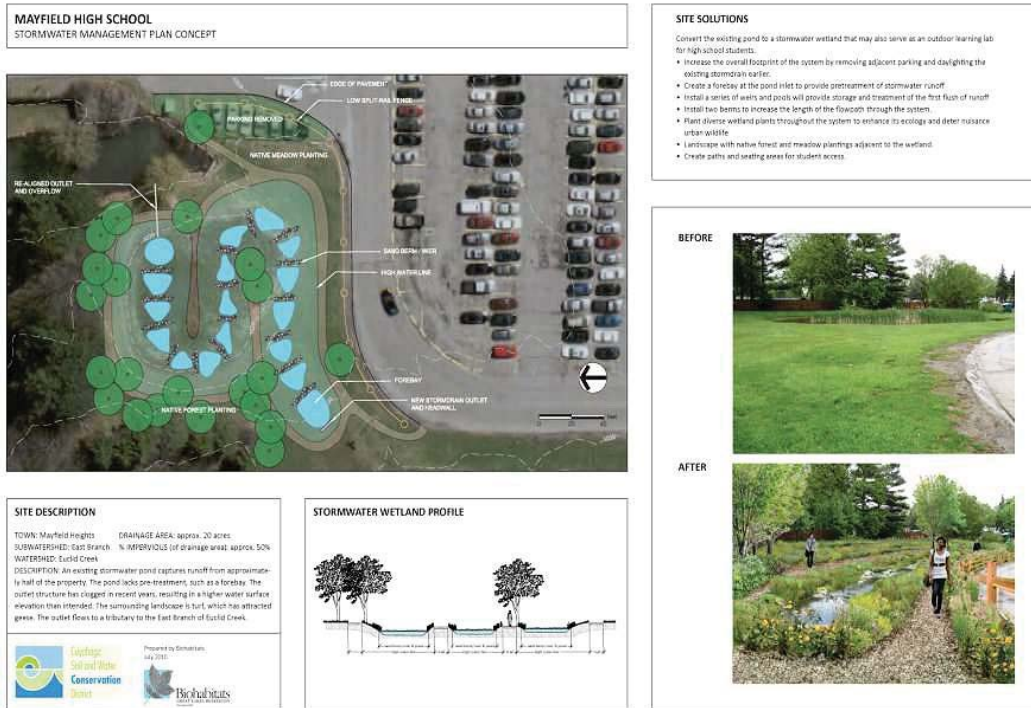 MAYFIELD HIGH SCHOOL
STORMWATER MANAGEMENT PLAN CONCEPT
EDGE OF PAVEMENT
LOW SPLIT-RAIL FENCE
PARKING REMOVED
NATIVE MEADOW PLANTING
RE-ALIGNED OUTLET
AND OVERFLOW
SAND BERM / WEIR
HIGH WATER LINE
FOREBAY
NEW STORMDRAIN OUTLET
AND HEADWALL
NATIVE FOREST PLANTING
SITE DESCRIPTION
TOWN: Mayfield Heights DRAINAGE AREA: approx. 20 acres
SUBWATERSHED: East Branch % IMPERVIOUS (of drainage area): approx. 50%
WATERSHED: Euclid Creek
DESCRIPTION: An existing stormwater pond captures runoff from approximate-
ly half of the property. The pond lacks pre-treatment, such as a forebay. The
outlet structure has clogged in recent years, resulting in a higher water surface
elevation than intended. The surrounding landscape is turf, which has attracted
geese. The outlet flows to a tributary to the East Branch of Euclid Creek.
Cuyahoga
Soil and Water
Conservation
District
Prepared by Biohabitats
July 2010
Biohabitats
STORMWATER WETLAND PROFILE
SITE SOLUTIONS
Convert the existing pond to a stormwater wetland that may also serve as an outdoor learning lab
for high school students.
• Increase the overall footprint of the system by removing adjacent parking and daylighting the
existing stormdrain earlier.
• Create a forebay at the pond inlet to provide pretreatment of stormwater runoff
• Install a series of weirs and pools will provide storage and treatment of the first flush of runoff
• Install two berms to increase the length of the flowpath through the system.
• Plant diverse wetland plants throughout the system to enhance its ecology and deter nuisance
urban wildlife
• Landscape with native forest and meadow plantings adjacent to the wetland.
• Create paths and seating areas for student access
BEFORE
AFTER